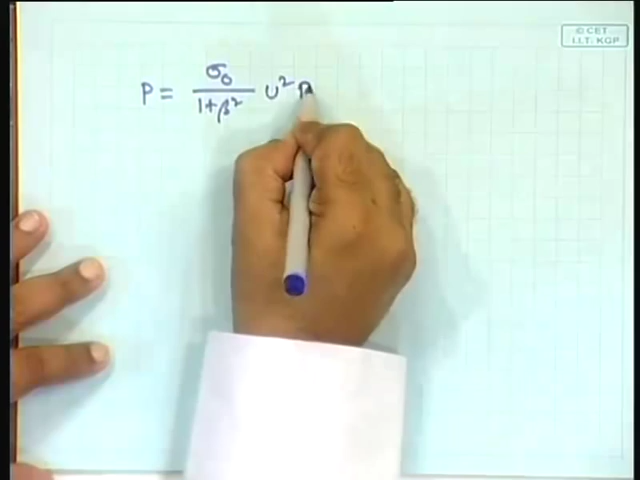 © CET
I.I.T. KGP
P = σ₀ / (1+β²) U² B